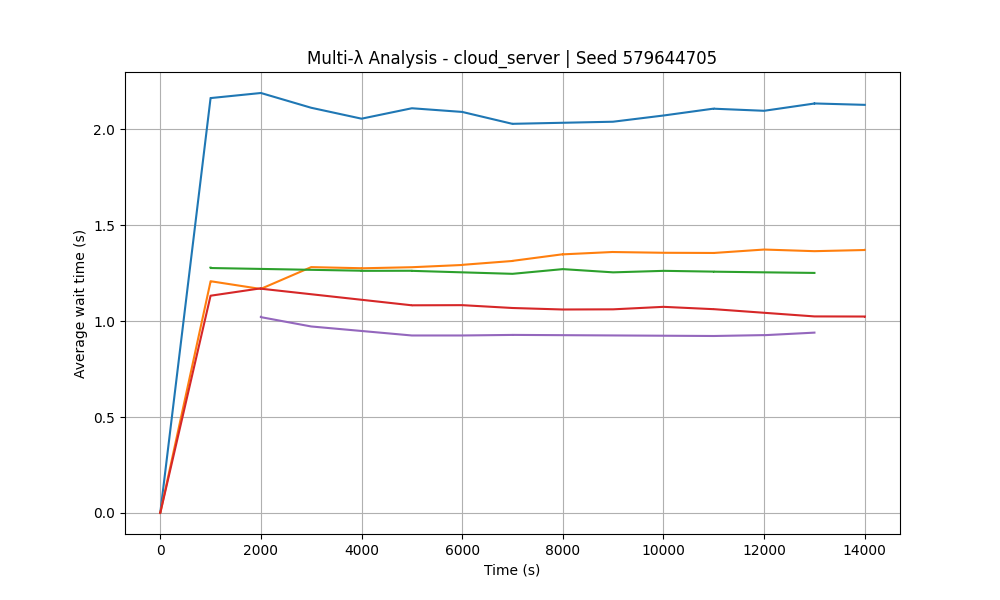 Multi-λ Analysis - cloud_server | Seed 579644705
Average wait time (s)
2.0
1.5
1.0
0.5
0.0
0 2000 4000 6000 8000 10000 12000 14000
Time (s)